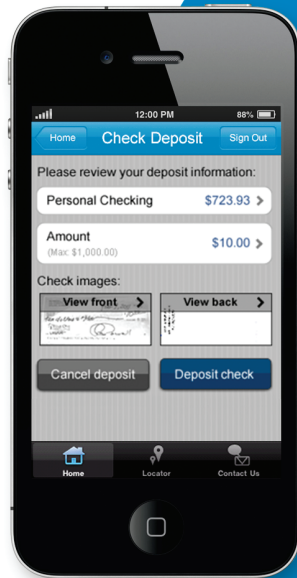 12:00 PM 88%
Home Check Deposit Sign Out
Please review your deposit information:
Personal Checking $723.93
Amount $10.00
(Max: $1,000.00)
Check images:
View front View back
Cancel deposit Deposit check
Home Locator Contact Us